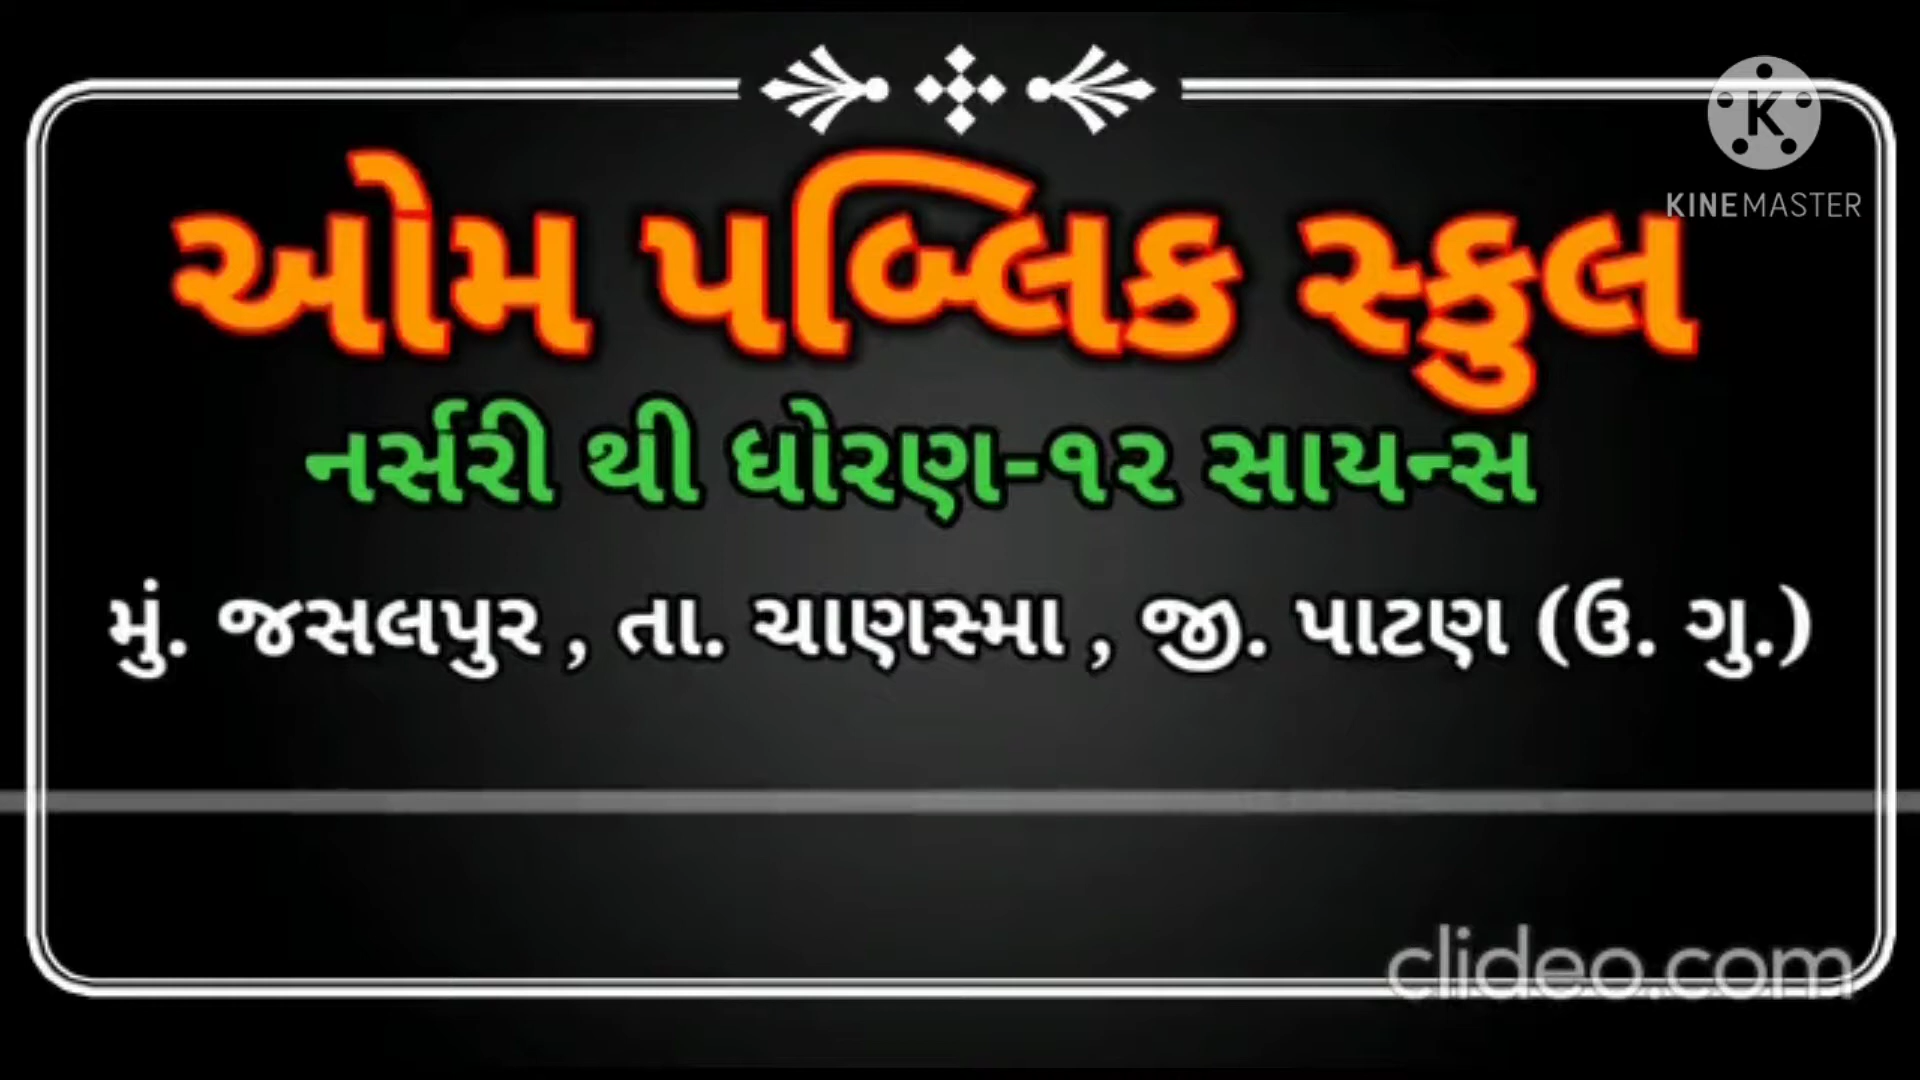 ઓમ પબ્લિક સ્કુલ
નર્સરી થી ધોરણ-૧૨ સાયન્સ
મું. જસલપુર , તા. ચાણસ્મા , જી. પાટણ (ઉ. ગુ.)
K
KINEMASTER
clideo.com